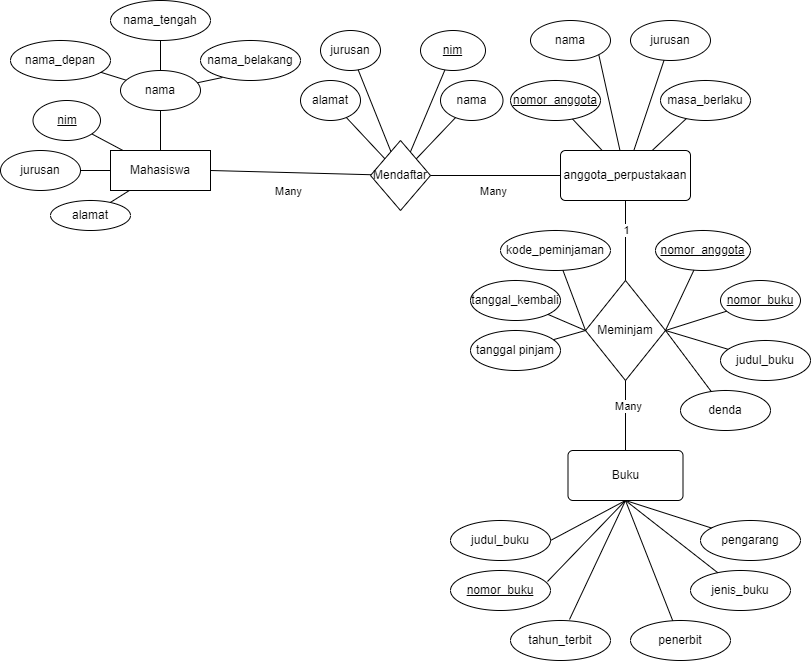 nama_tengah
nama_depan
nama_belakang
nama
nim
jurusan
alamat
Mahasiswa
Many
jurusan
nim
alamat
nama
Mendaftar
Many
nama
jurusan
nomor_anggota
masa_berlaku
anggota_perpustakaan
1
kode_peminjaman
nomor_anggota
tanggal_kembali
nomor_buku
tanggal pinjam
Meminjam
judul_buku
denda
Many
Buku
judul_buku
pengarang
nomor_buku
jenis_buku
tahun_terbit
penerbit